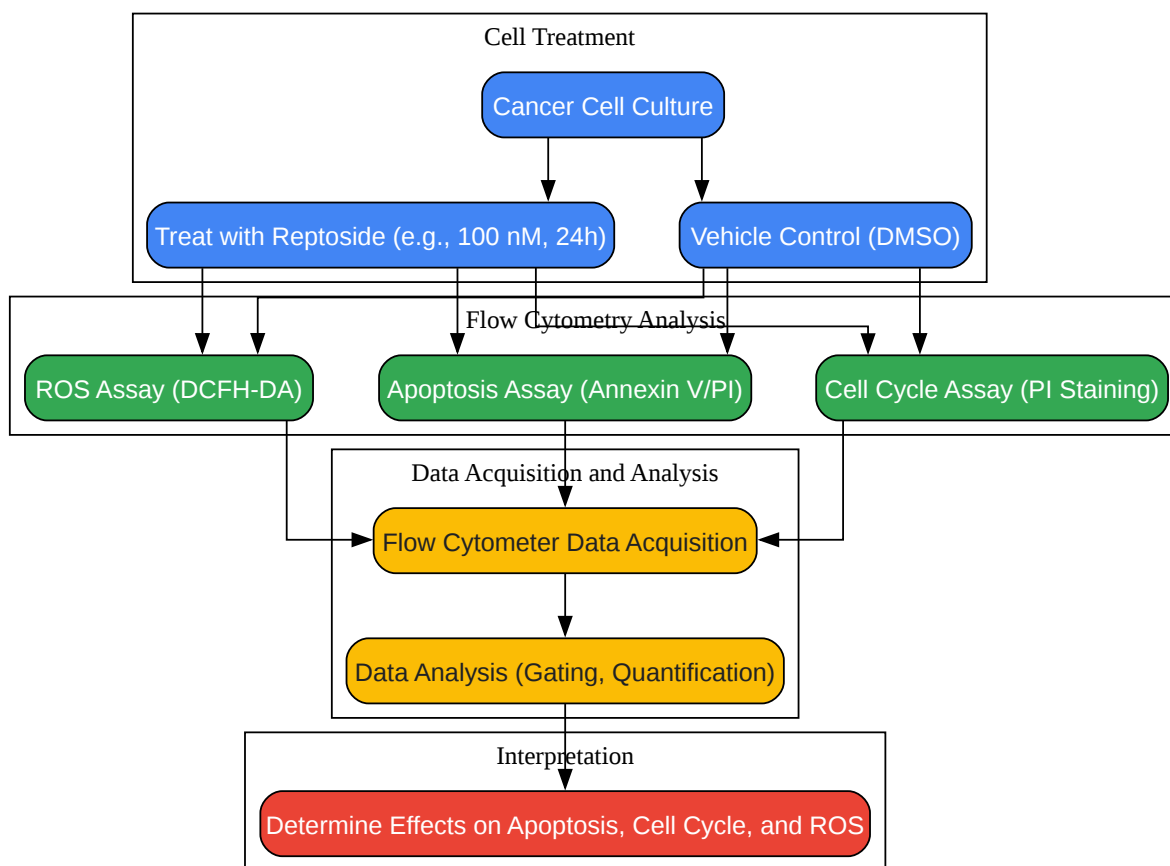 Cell Treatment
Cancer Cell Culture
Treat with Reptoside (e.g., 100 nM, 24h)
Vehicle Control (DMSO)
Flow Cytometry Analysis
ROS Assay (DCFH-DA)
Apoptosis Assay (Annexin V/PI)
Cell Cycle Assay (PI Staining)
Data Acquisition and Analysis
Flow Cytometer Data Acquisition
Data Analysis (Gating, Quantification)
Interpretation
Determine Effects on Apoptosis, Cell Cycle, and ROS